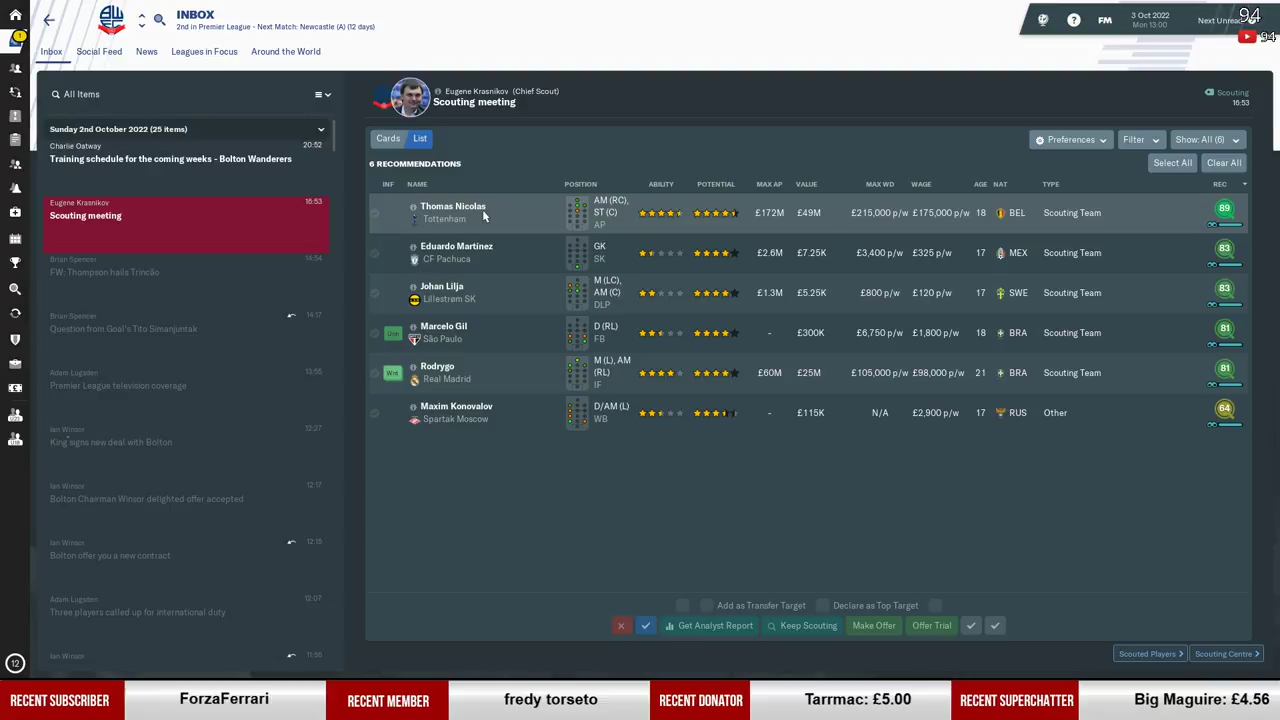 INBOX
2nd in Premier League - Next Match: Newcastle (A) (12 days)
FM
3 Oct 2022
Mon 13:00
94
94
Inbox
Social Feed
News
Leagues in Focus
Around the World
All Items
Sunday 2nd October 2022 (25 items)
Charlie Oatway
20:52
Training schedule for the coming weeks - Bolton Wanderers
Eugene Krasnikov
16:53
Scouting meeting
Brian Spencer
14:54
FW: Thompson hails Trincão
Brian Spencer
14:17
Question from Goal's Tito Simanjuntak
Adam Lugsden
13:55
Premier League television coverage
Ian Winsor
12:27
King signs new deal with Bolton
Ian Winsor
12:17
Bolton Chairman Winsor delighted offer accepted
Ian Winsor
12:15
Bolton offer you a new contract
Adam Lugsden
12:07
Three players called up for international duty
Ian Winsor
11:55
12
Eugene Krasnikov (Chief Scout)
Scouting meeting
Scouting
16:53
Cards
List
Preferences
Filter
Show: All (6)
6 RECOMMENDATIONS
Select All
Clear All
INF NAME POSITION ABILITY POTENTIAL MAX AP VALUE MAX WD WAGE AGE NAT TYPE REC
Thomas Nicolas
Tottenham
AM (RC),
ST (C)
AP
£172M £49M £215,000 p/w £175,000 p/w 18 BEL Scouting Team 89
Eduardo Martínez
CF Pachuca
GK
SK
£2.6M £7.25K £3,400 p/w £325 p/w 17 MEX Scouting Team 83
Johan Lilja
Lillestrøm SK
M (LC),
AM (C)
DLP
£1.3M £5.25K £800 p/w £120 p/w 17 SWE Scouting Team 83
Marcelo Gil
São Paulo
D (RL)
FB
- £300K £6,750 p/w £1,800 p/w 18 BRA Scouting Team 81
Wnt
Rodrygo
Real Madrid
M (L), AM
(RL)
IF
£60M £25M £105,000 p/w £98,000 p/w 21 BRA Scouting Team 81
Maxim Konovalov
Spartak Moscow
D/AM (L)
WB
- £115K N/A £2,900 p/w 17 RUS Other 64
Add as Transfer Target
Declare as Top Target
Get Analyst Report
Keep Scouting
Make Offer
Offer Trial
Scouted Players
Scouting Centre
RECENT SUBSCRIBER
ForzaFerrari
RECENT MEMBER
fredy torseto
RECENT DONATOR
Tarrmac: £5.00
RECENT SUPERCHATTER
Big Maguire: £4.56